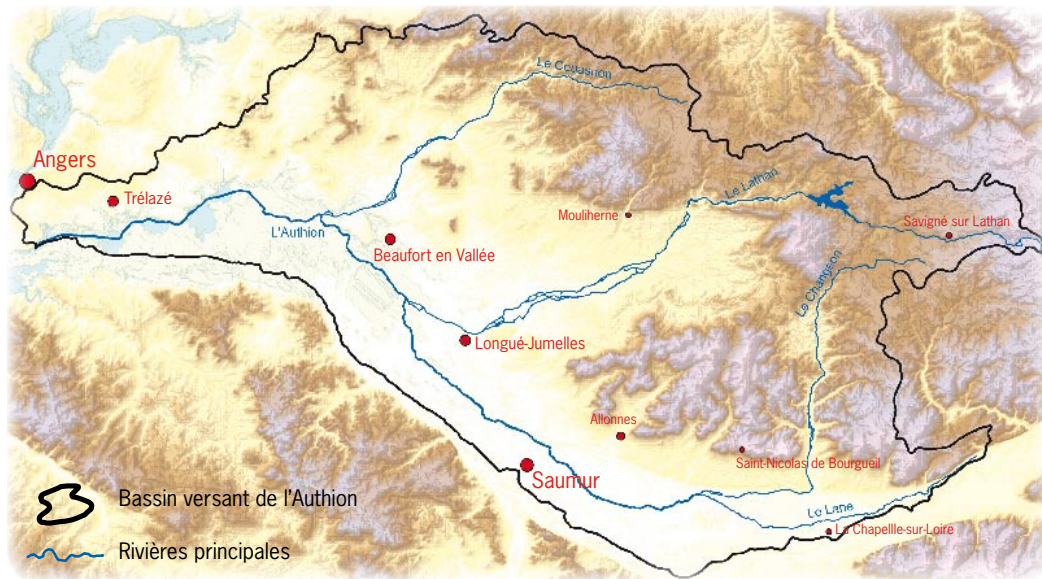 Le Couasnon
Angers
Trélazé
Le Lathan
Mouliherne
Savigné sur Lathan
L'Authion
Beaufort en Vallée
Le Changeon
Longué-Jumelles
Allonnes
Saint-Nicolas de Bourgueil
Saumur
Bassin versant de l'Authion
Le Lane
La Chapellle-sur-Loire
Rivières principales